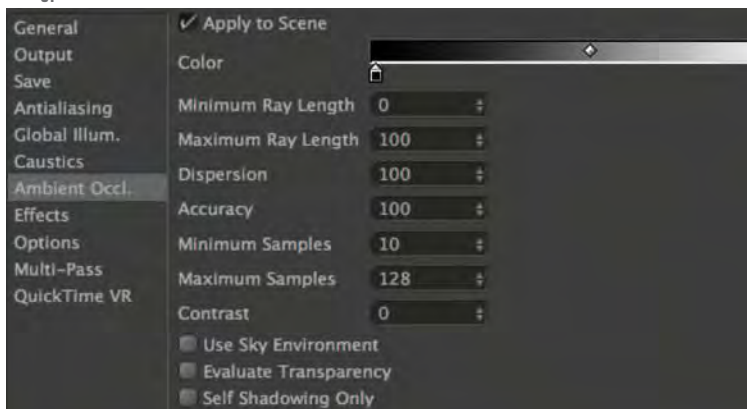 General
Output
Save
Antialiasing
Global Illum.
Caustics
Ambient Occl.
Effects
Options
Multi-Pass
QuickTime VR
Apply to Scene
Color
Minimum Ray Length 0
Maximum Ray Length 100
Dispersion 100
Accuracy 100
Minimum Samples 10
Maximum Samples 128
Contrast 0
Use Sky Environment
Evaluate Transparency
Self Shadowing Only